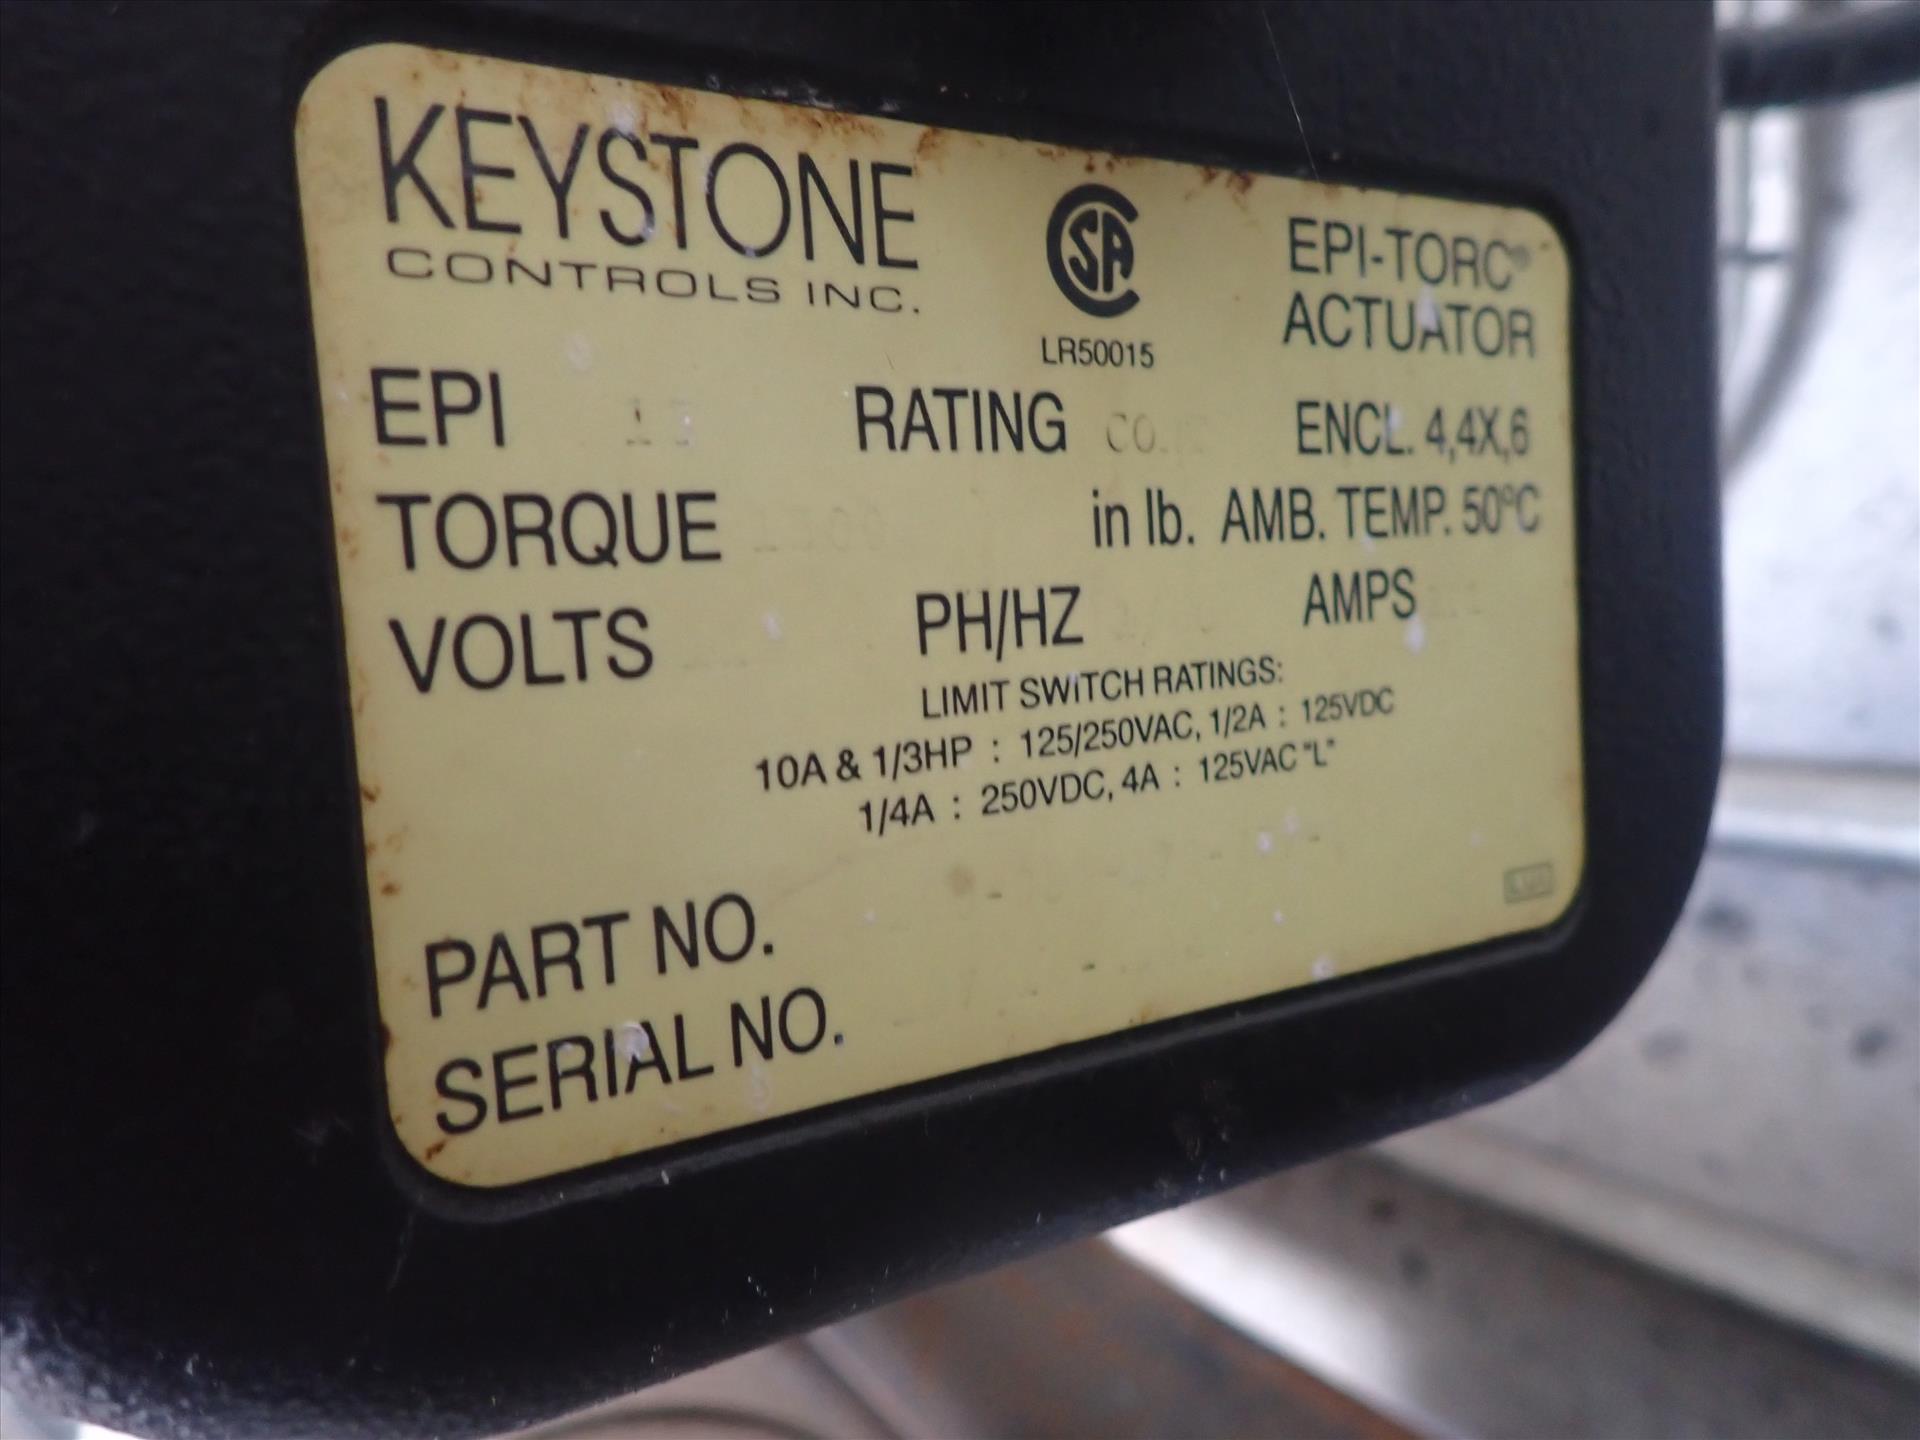 KEYSTONE
CONTROLS INC.
SA
LR50015
EPI-TORC®
ACTUATOR
EPI RATING ENCL. 4,4X,6
TORQUE in lb. AMB. TEMP. 50°C
VOLTS PH/HZ AMPS
LIMIT SWITCH RATINGS:
10A & 1/3HP : 125/250VAC, 1/2A : 125VDC
1/4A : 250VDC, 4A : 125VAC "L"
PART NO.
SERIAL NO.